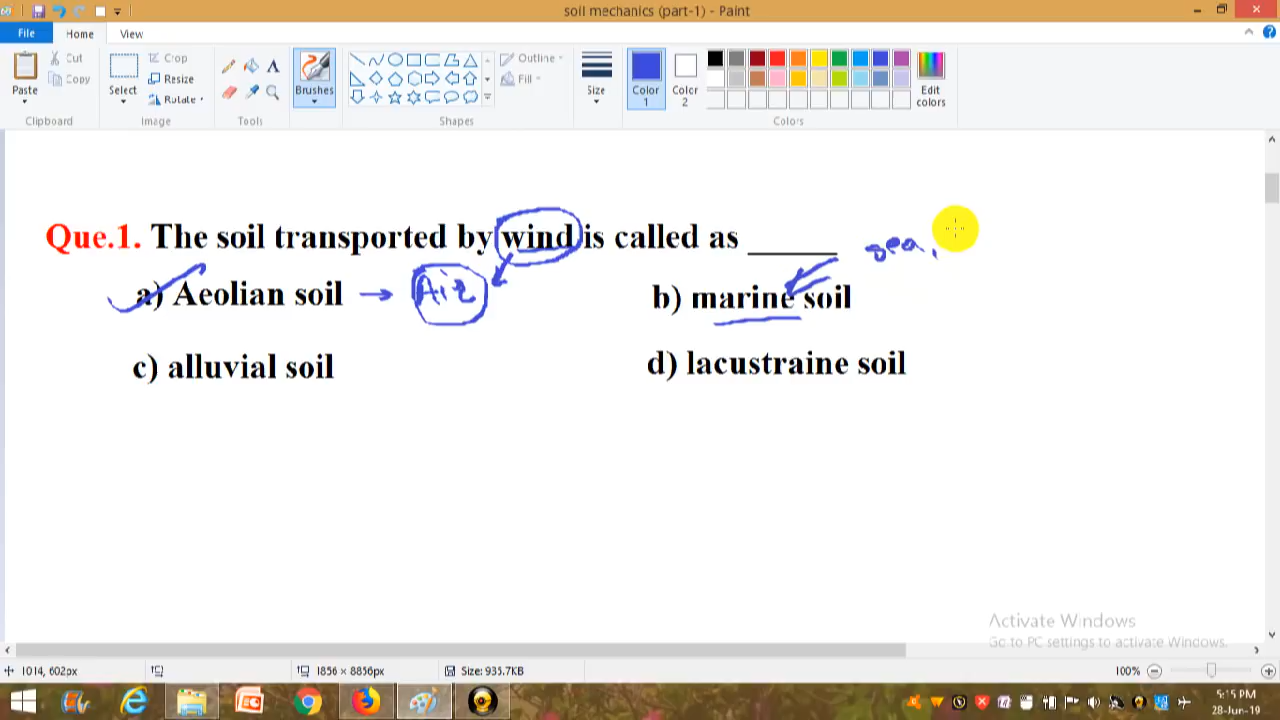 soil mechanics (part-1) - Paint
File Home View
Cut
Copy
Paste
Clipboard
Crop
Resize
Rotate
Select
Image
Tools
Brushes
Outline
Fill
Shapes
Size
Color 1
Color 2
Edit colors
Colors
Que.1. The soil transported by wind is called as ______
sea,
a) Aeolian soil → Air
b) marine soil
c) alluvial soil
d) lacustraine soil
Activate Windows
Go to PC settings to activate Windows.
1014, 602px
1856 × 8856px
Size: 935.7KB
100%
5:15 PM
28-Jun-19